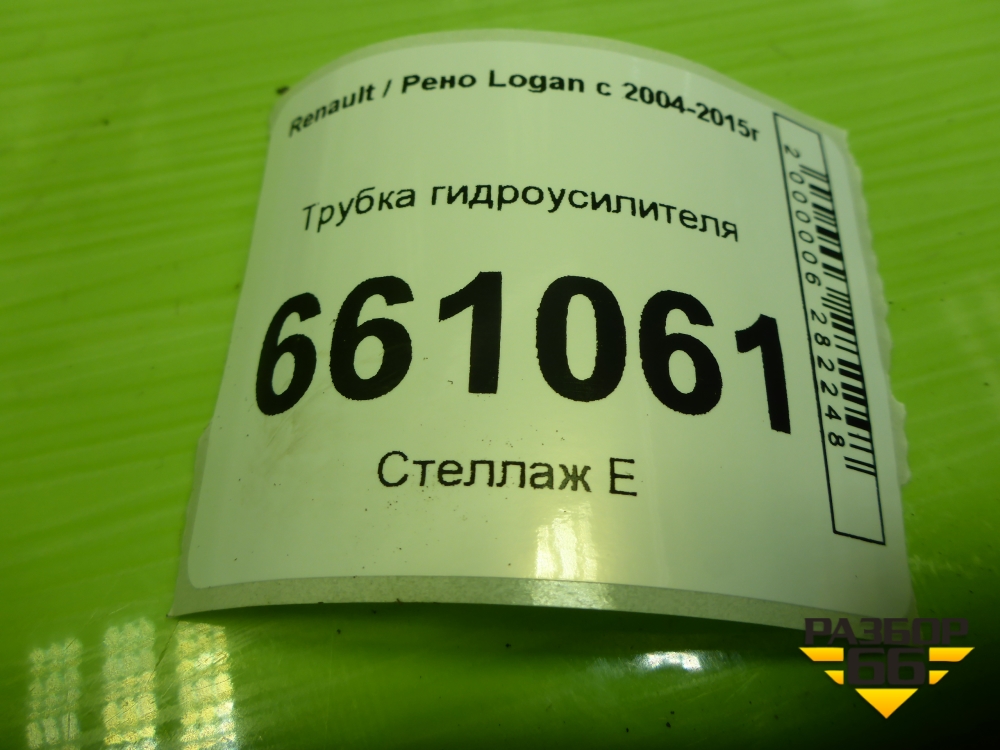 Renault / Рено Logan с 2004-2015г
Трубка гидроусилителя
661061
Стеллаж Е
2000006282248
РАЗБОР
66